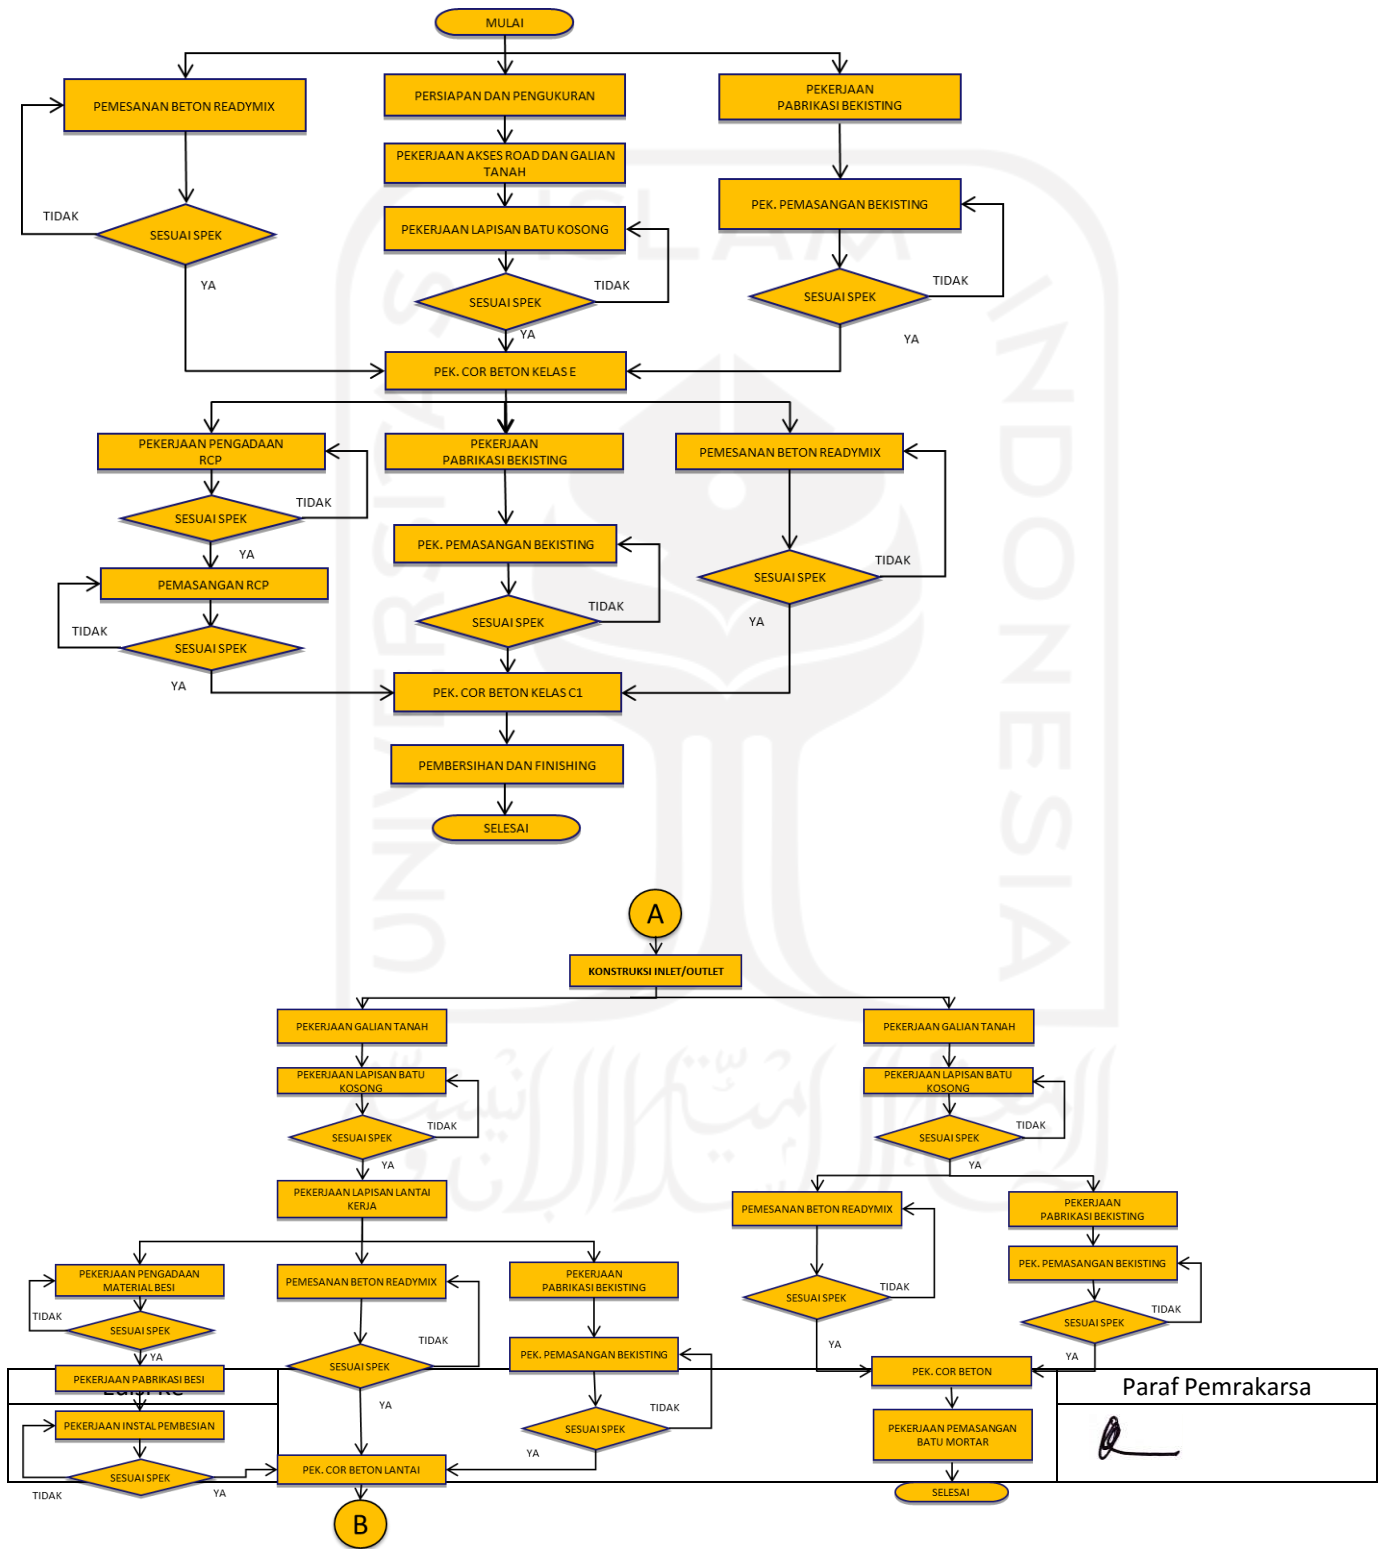 MULAI
PEMESANAN BETON READYMIX
PERSIAPAN DAN PENGUKURAN
PEKERJAAN
PABRIKASI BEKISTING
PEKERJAAN AKSES ROAD DAN GALIAN
TANAH
PEK. PEMASANGAN BEKISTING
TIDAK
SESUAI SPEK
PEKERJAAN LAPISAN BATU KOSONG
TIDAK
YA
SESUAI SPEK
TIDAK
SESUAI SPEK
YA
YA
PEK. COR BETON KELAS E
PEKERJAAN PENGADAAN
RCP
PEKERJAAN
PABRIKASI BEKISTING
PEMESANAN BETON READYMIX
TIDAK
SESUAI SPEK
YA
PEK. PEMASANGAN BEKISTING
TIDAK
SESUAI SPEK
PEMASANGAN RCP
TIDAK
SESUAI SPEK
YA
TIDAK
SESUAI SPEK
YA
PEK. COR BETON KELAS C1
PEMBERSIHAN DAN FINISHING
SELESAI
A
KONSTRUKSI INLET/OUTLET
PEKERJAAN GALIAN TANAH
PEKERJAAN GALIAN TANAH
PEKERJAAN LAPISAN BATU
KOSONG
PEKERJAAN LAPISAN BATU
KOSONG
TIDAK
SESUAI SPEK
YA
TIDAK
SESUAI SPEK
YA
PEKERJAAN LAPISAN LANTAI
KERJA
PEMESANAN BETON READYMIX
PEKERJAAN
PABRIKASI BEKISTING
PEKERJAAN PENGADAAN
MATERIAL BESI
PEMESANAN BETON READYMIX
PEKERJAAN
PABRIKASI BEKISTING
PEK. PEMASANGAN BEKISTING
TIDAK
SESUAI SPEK
TIDAK
SESUAI SPEK
TIDAK
SESUAI SPEK
YA
TIDAK
SESUAI SPEK
YA
PEK. PEMASANGAN BEKISTING
YA
YA
PEKERJAAN PABRIKASI BESI
PEK. COR BETON
Paraf Pemrakarsa
YA
TIDAK
SESUAI SPEK
YA
PEKERJAAN INSTAL PEMBESIAN
PEKERJAAN PEMASANGAN
BATU MORTAR
PEK. COR BETON LANTAI
SESUAI SPEK
TIDAK
YA
SELESAI
B
UNIVERSITAS
ISLAM
INDONESIA